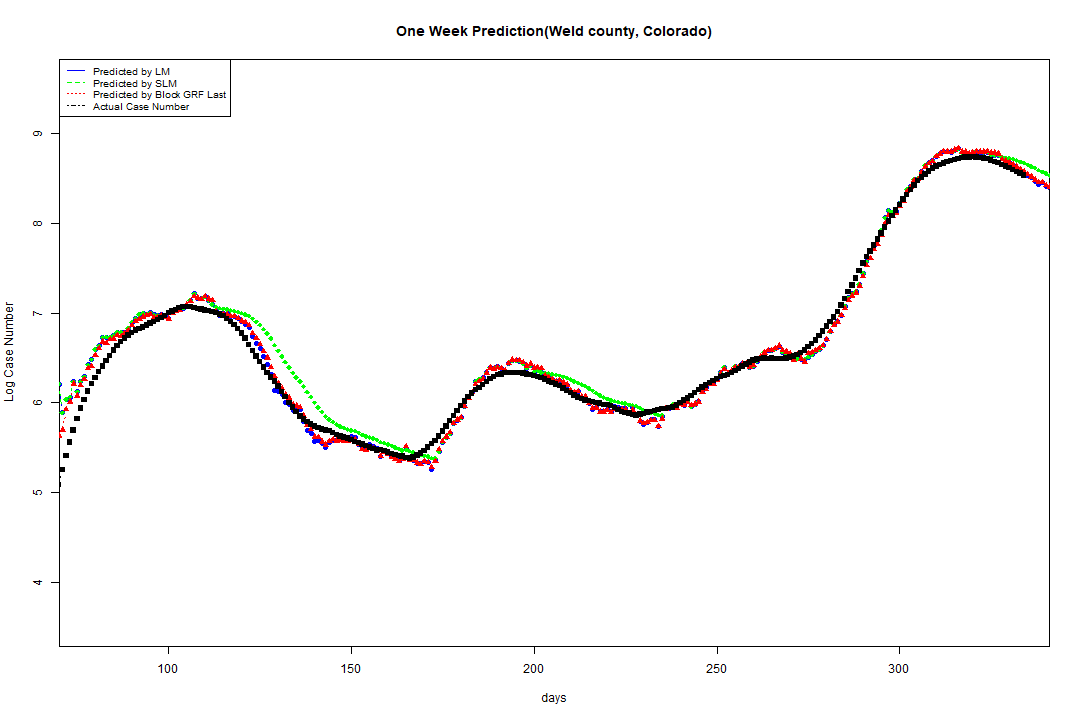 One Week Prediction(Weld county, Colorado)
Predicted by LM
Predicted by SLM
Predicted by Block GRF Last
Actual Case Number
9
8
7
6
5
4
Log Case Number
100 150 200 250 300
days